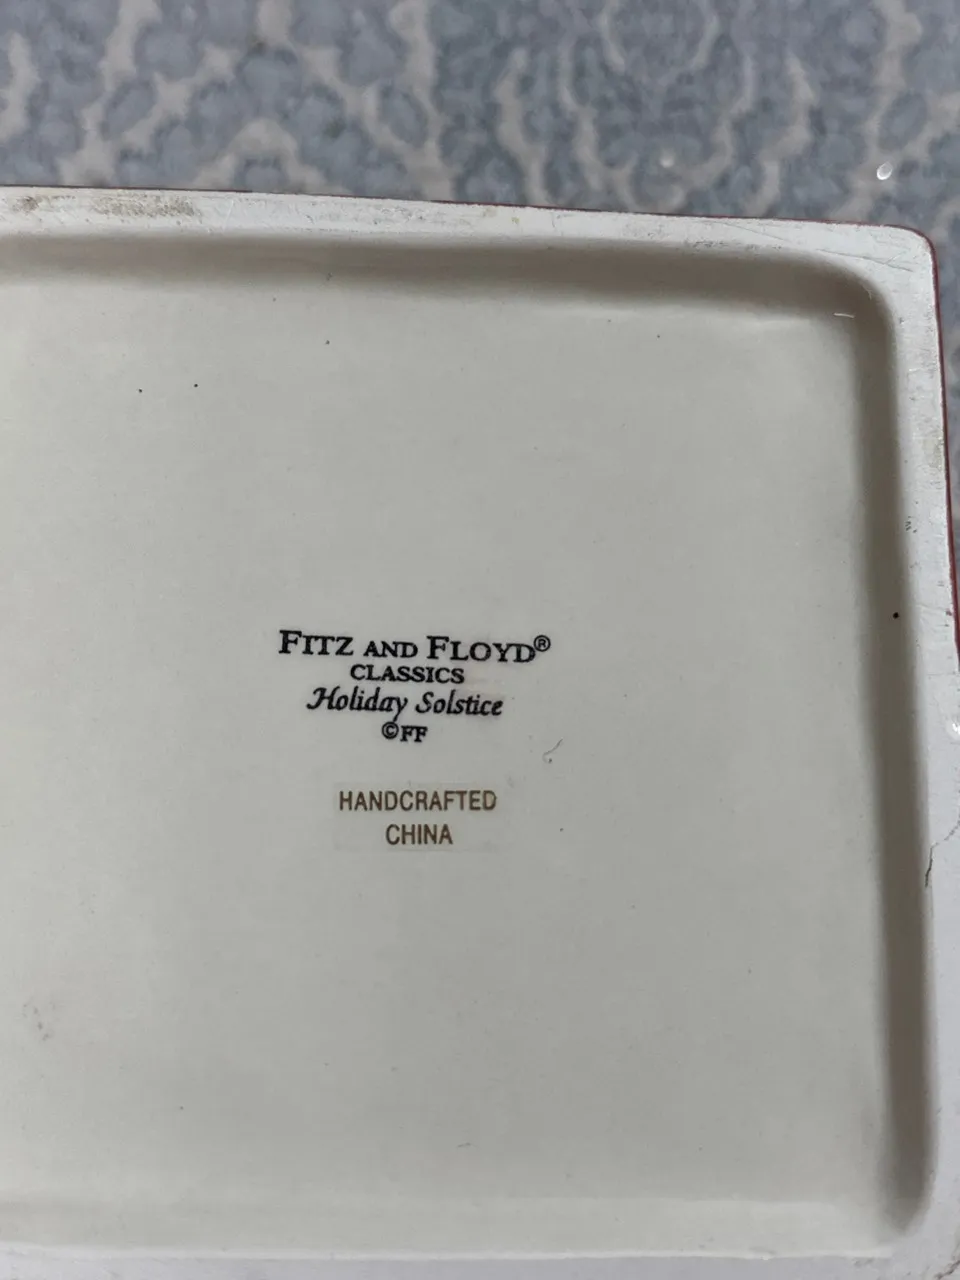 FITZ AND FLOYD®
CLASSICS
Holiday Solstice
©FF
HANDCRAFTED
CHINA